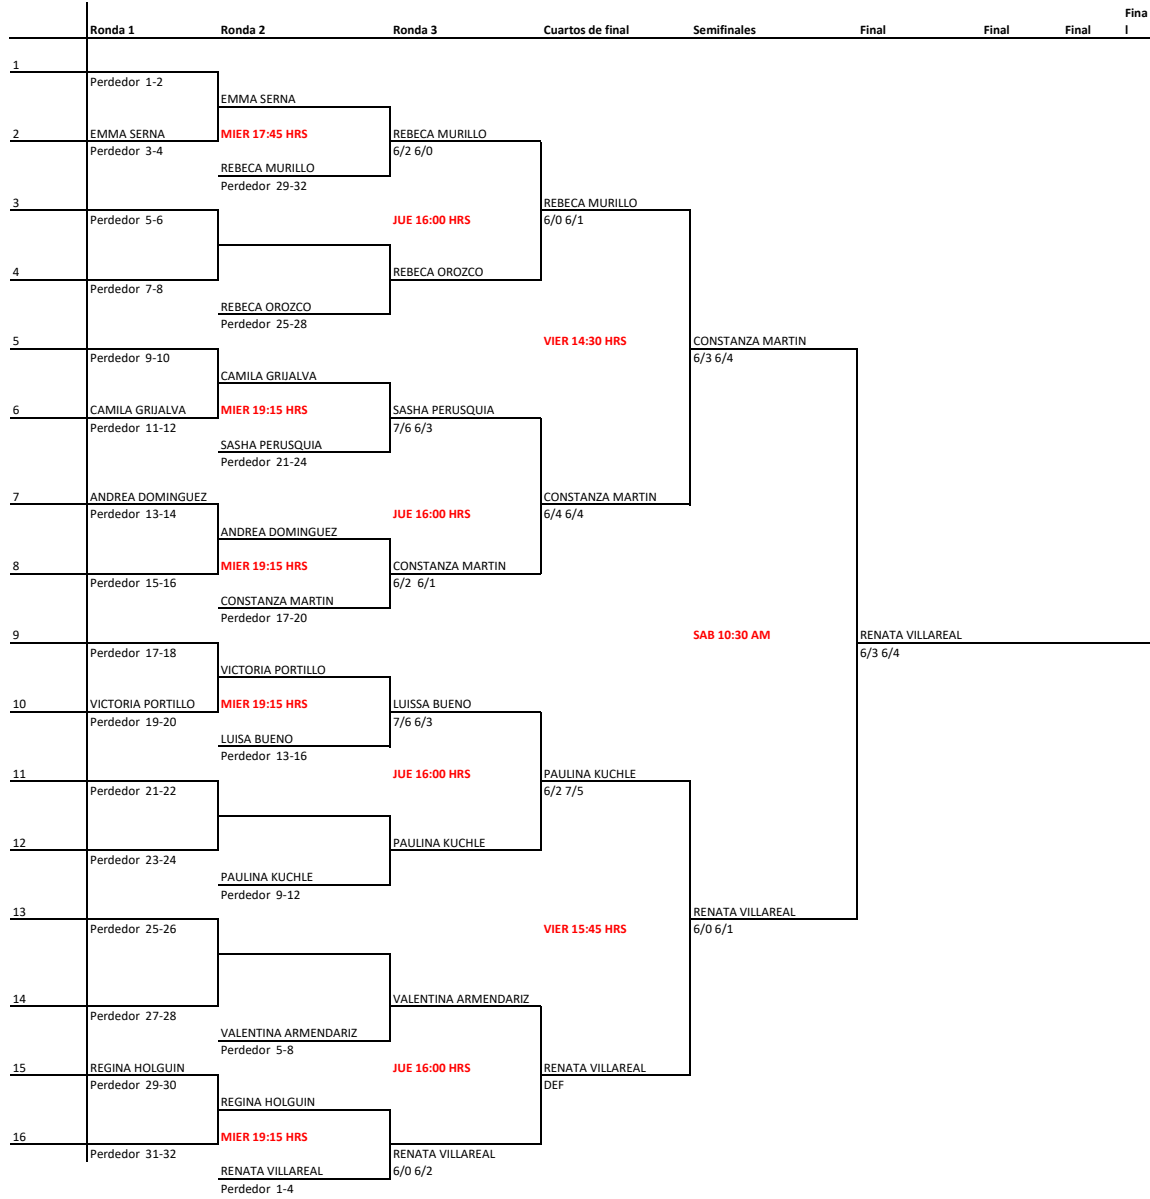 Fina
Ronda 1 Ronda 2 Ronda 3 Cuartos de final Semifinales Final Final Final l
1
Perdedor 1-2
EMMA SERNA
2 EMMA SERNA MIER 17:45 HRS REBECA MURILLO
Perdedor 3-4 6/2 6/0
REBECA MURILLO
Perdedor 29-32
3 REBECA MURILLO
Perdedor 5-6 JUE 16:00 HRS 6/0 6/1
4 REBECA OROZCO
Perdedor 7-8
REBECA OROZCO
Perdedor 25-28
5 VIER 14:30 HRS CONSTANZA MARTIN
Perdedor 9-10 6/3 6/4
CAMILA GRIJALVA
6 CAMILA GRIJALVA MIER 19:15 HRS SASHA PERUSQUIA
Perdedor 11-12 7/6 6/3
SASHA PERUSQUIA
Perdedor 21-24
7 ANDREA DOMINGUEZ CONSTANZA MARTIN
Perdedor 13-14 JUE 16:00 HRS 6/4 6/4
ANDREA DOMINGUEZ
8 MIER 19:15 HRS CONSTANZA MARTIN
Perdedor 15-16 6/2 6/1
CONSTANZA MARTIN
Perdedor 17-20
9 SAB 10:30 AM RENATA VILLAREAL
Perdedor 17-18 6/3 6/4
VICTORIA PORTILLO
10 VICTORIA PORTILLO MIER 19:15 HRS LUISSA BUENO
Perdedor 19-20 7/6 6/3
LUISA BUENO
Perdedor 13-16
11 JUE 16:00 HRS PAULINA KUCHLE
Perdedor 21-22 6/2 7/5
12 PAULINA KUCHLE
Perdedor 23-24
PAULINA KUCHLE
Perdedor 9-12
13 RENATA VILLAREAL
Perdedor 25-26 VIER 15:45 HRS 6/0 6/1
14 VALENTINA ARMENDARIZ
Perdedor 27-28
VALENTINA ARMENDARIZ
Perdedor 5-8
15 REGINA HOLGUIN JUE 16:00 HRS RENATA VILLAREAL
Perdedor 29-30 DEF
REGINA HOLGUIN
16 MIER 19:15 HRS
Perdedor 31-32 RENATA VILLAREAL
RENATA VILLAREAL 6/0 6/2
Perdedor 1-4